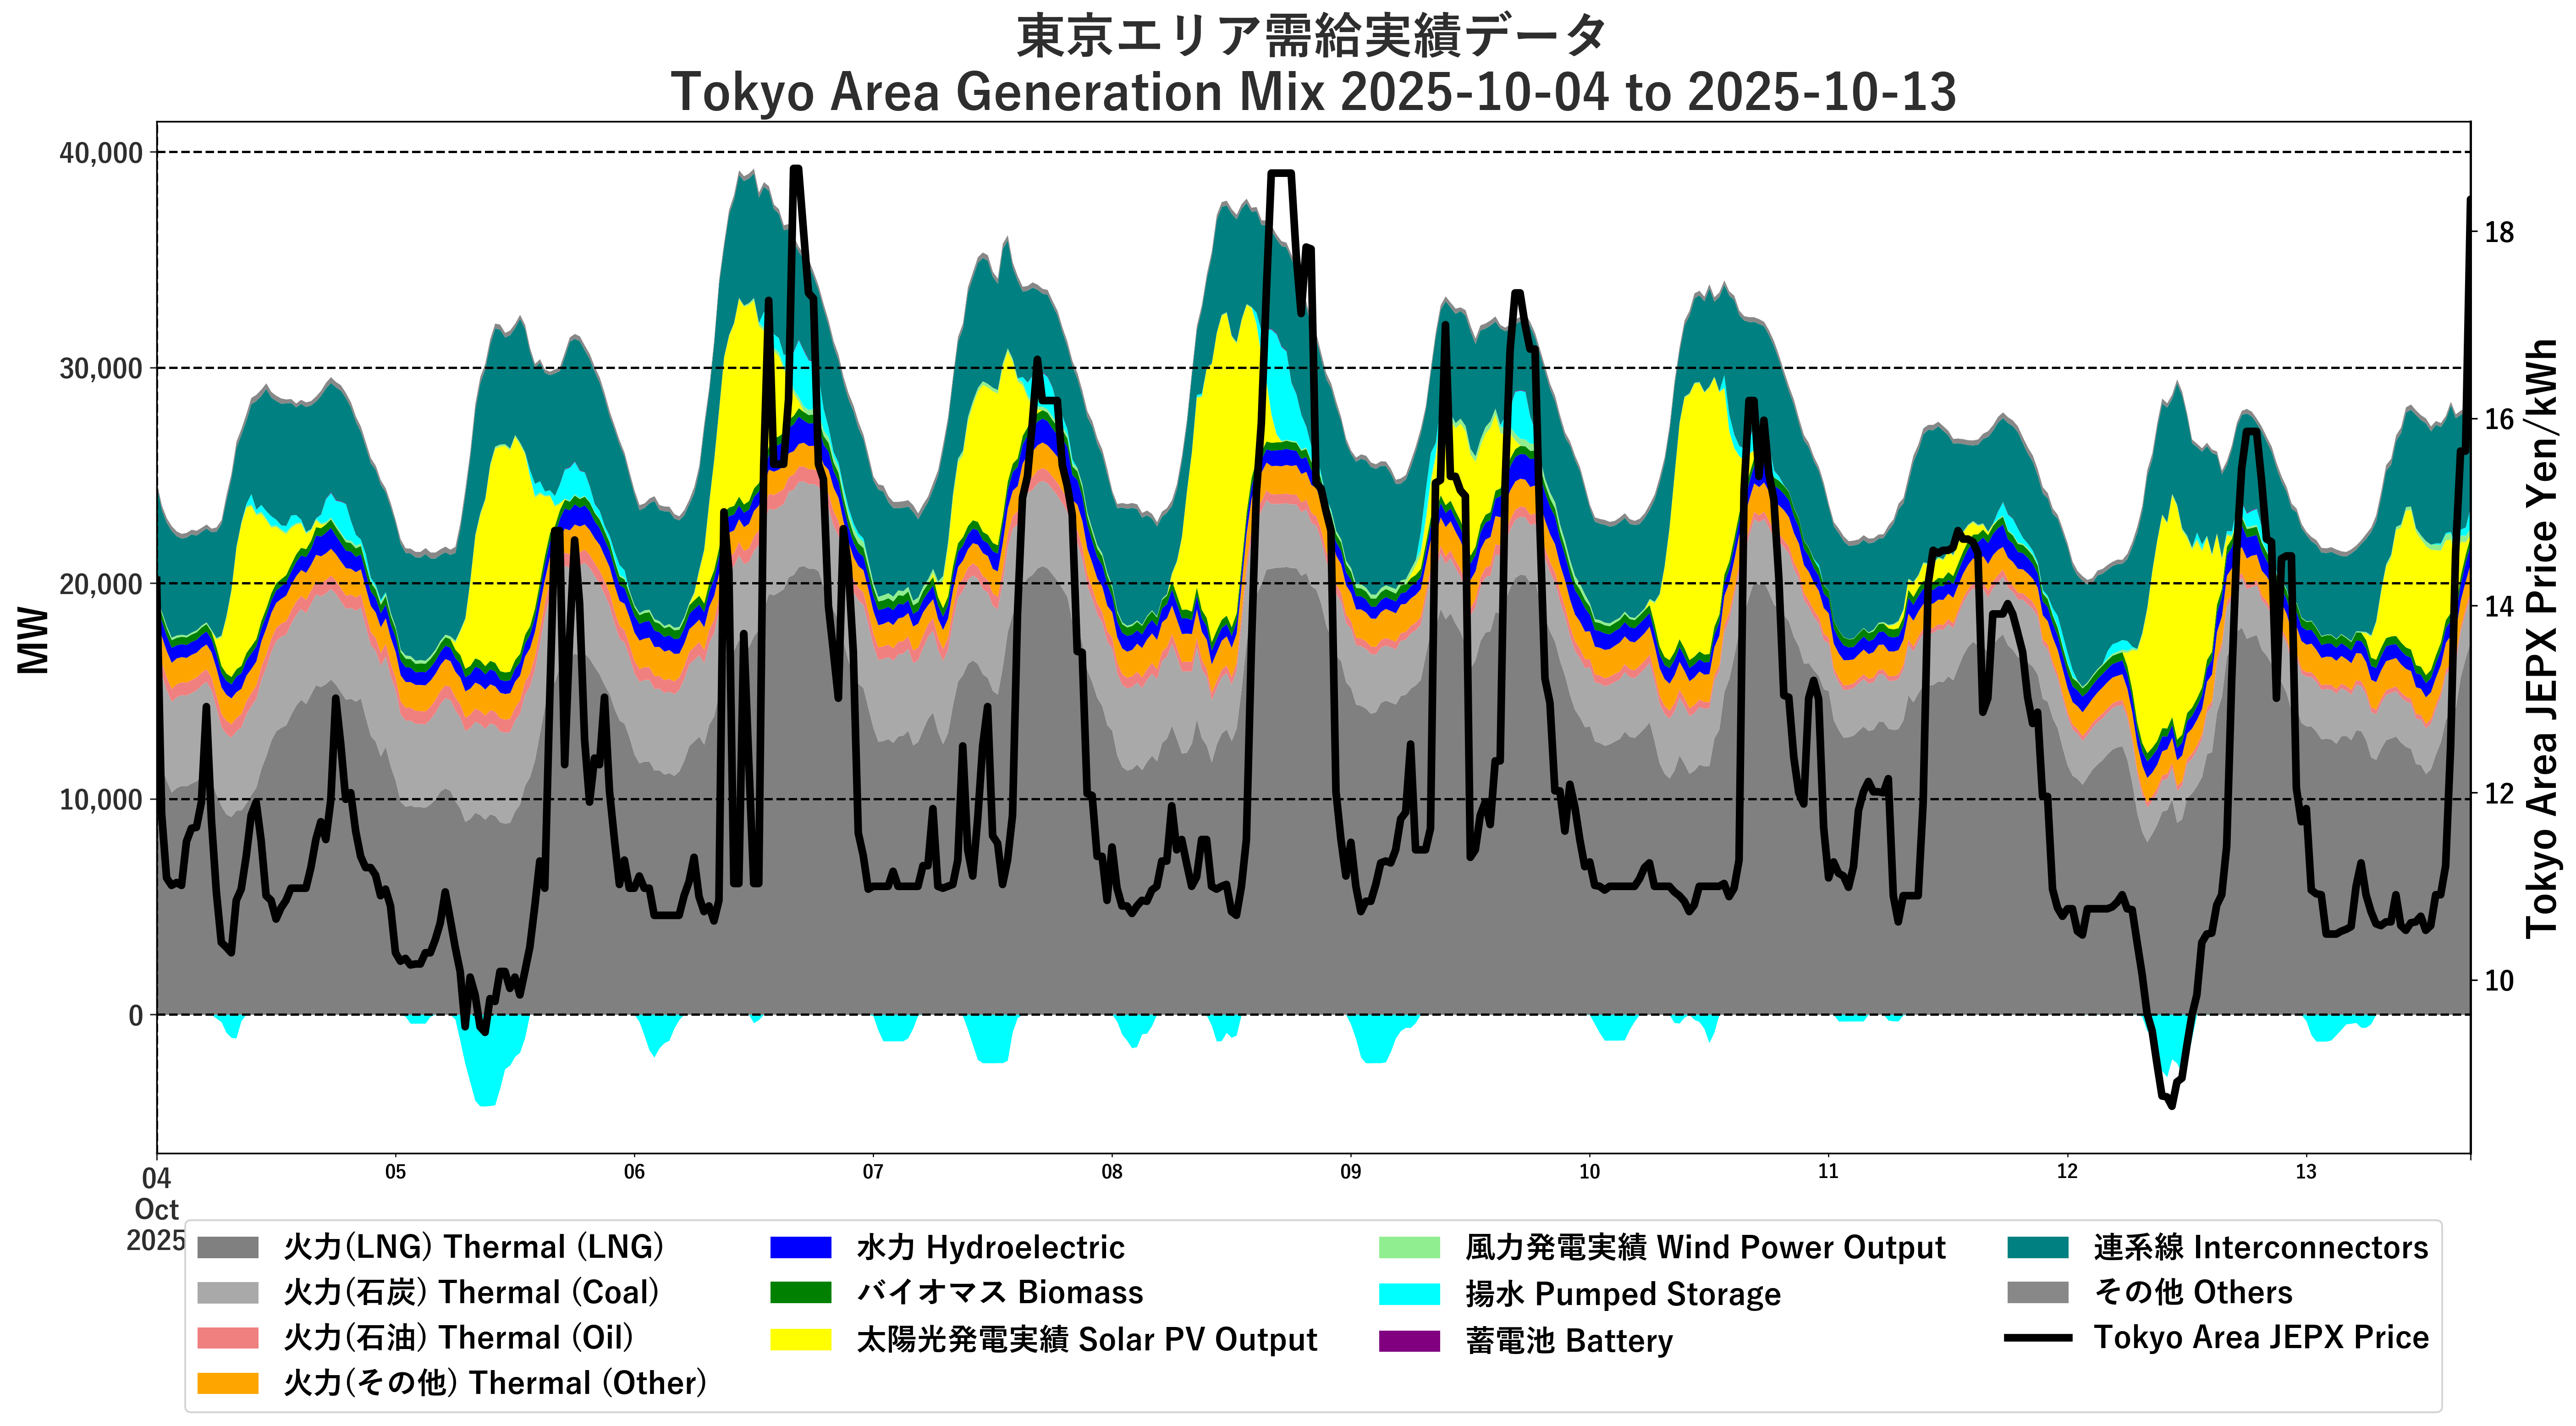 東京エリア需給実績データ
Tokyo Area Generation Mix 2025-10-04 to 2025-10-13
40,000
30,000
20,000
10,000
0
MW
18
16
14
12
10
Tokyo Area JEPX Price Yen/kWh
04
Oct
2025
05
06
07
08
09
10
11
12
13
火力(LNG) Thermal (LNG)
火力(石炭) Thermal (Coal)
火力(石油) Thermal (Oil)
火力(その他) Thermal (Other)
水力 Hydroelectric
バイオマス Biomass
太陽光発電実績 Solar PV Output
風力発電実績 Wind Power Output
揚水 Pumped Storage
蓄電池 Battery
連系線 Interconnectors
その他 Others
Tokyo Area JEPX Price